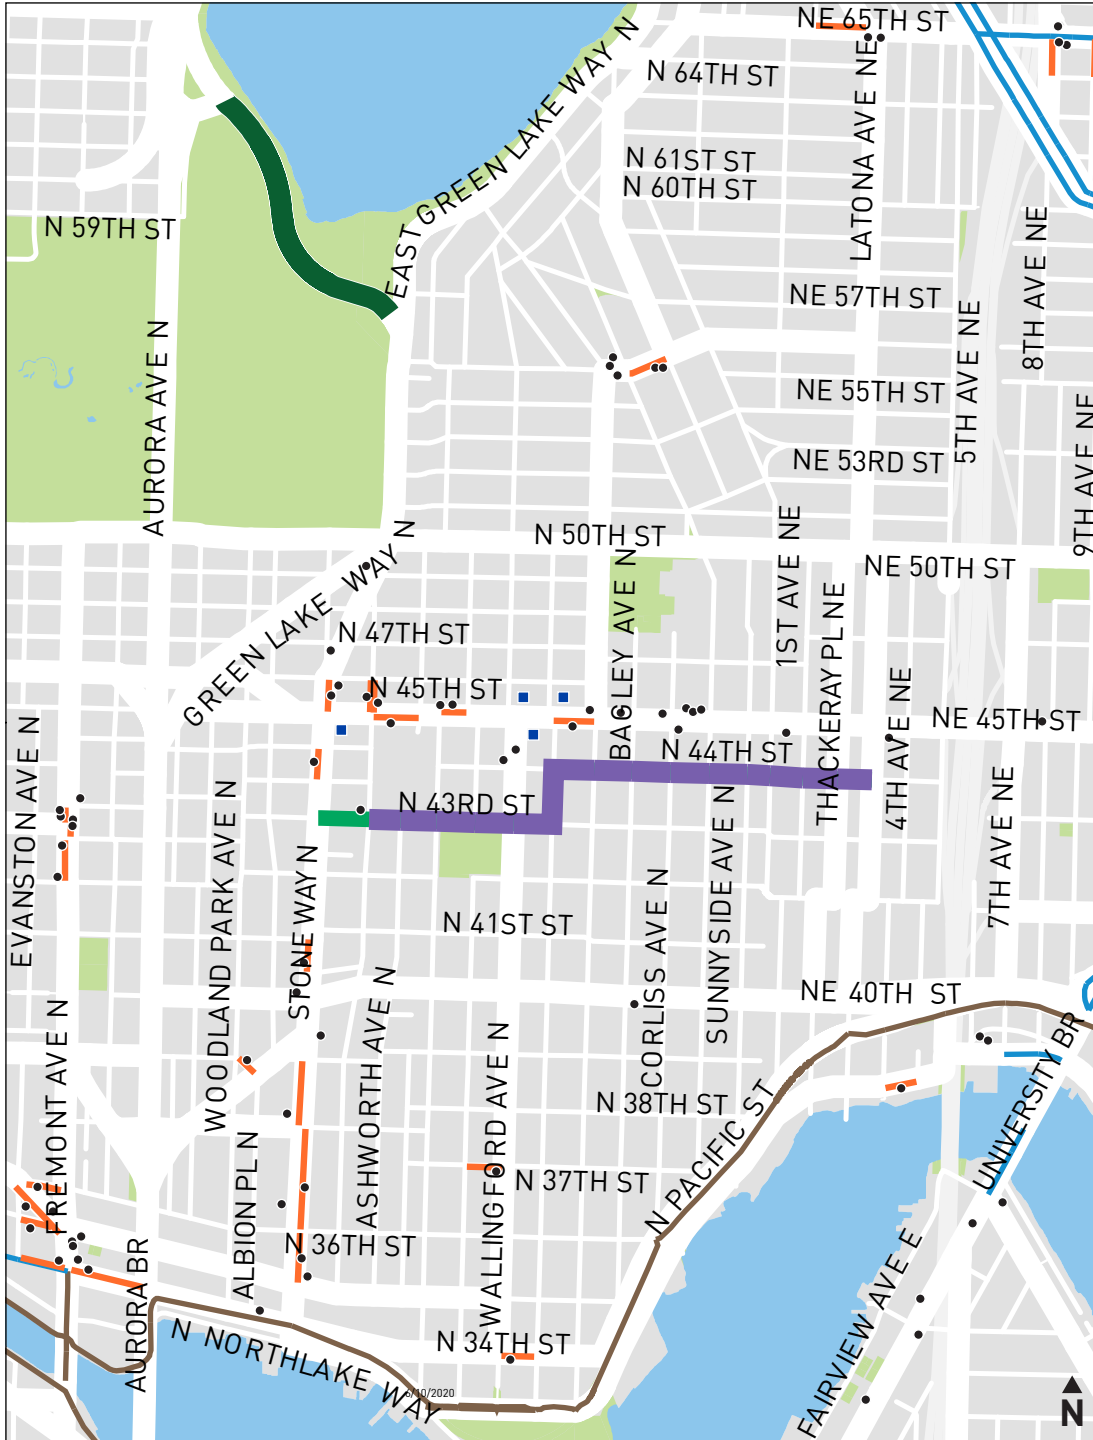 NE 65TH ST
N 64TH ST
EAST GREEN LAKE WAY N
LATONA AVE NE
N 61ST ST
N 60TH ST
N 59TH ST
8TH AVE NE
NE 57TH ST
5TH AVE NE
AURORA AVE N
NE 55TH ST
NE 53RD ST
9TH AVE NE
N 50TH ST
NE 50TH ST
GREEN LAKE WAY N
1ST AVE NE
BAGLEY AVE N
THACKERAY PL NE
N 47TH ST
N 45TH ST
NE 45TH ST
4TH AVE NE
N 44TH ST
EVANSTON AVE N
N 43RD ST
7TH AVE NE
WOODLAND PARK AVE N
SUNNYSIDE AVE N
STONE WAY N
N 41ST ST
CORLISS AVE N
NE 40TH ST
ASHWORTH AVE N
FREMONT AVE N
UNIVERSITY BR
WALLINGFORD AVE N
N 38TH ST
N PACIFIC ST
ALBION PL N
N 37TH ST
N 36TH ST
FAIRVIEW AVE E
AURORA BR
N NORTHLAKE WAY
N 34TH ST
6/10/2020
N